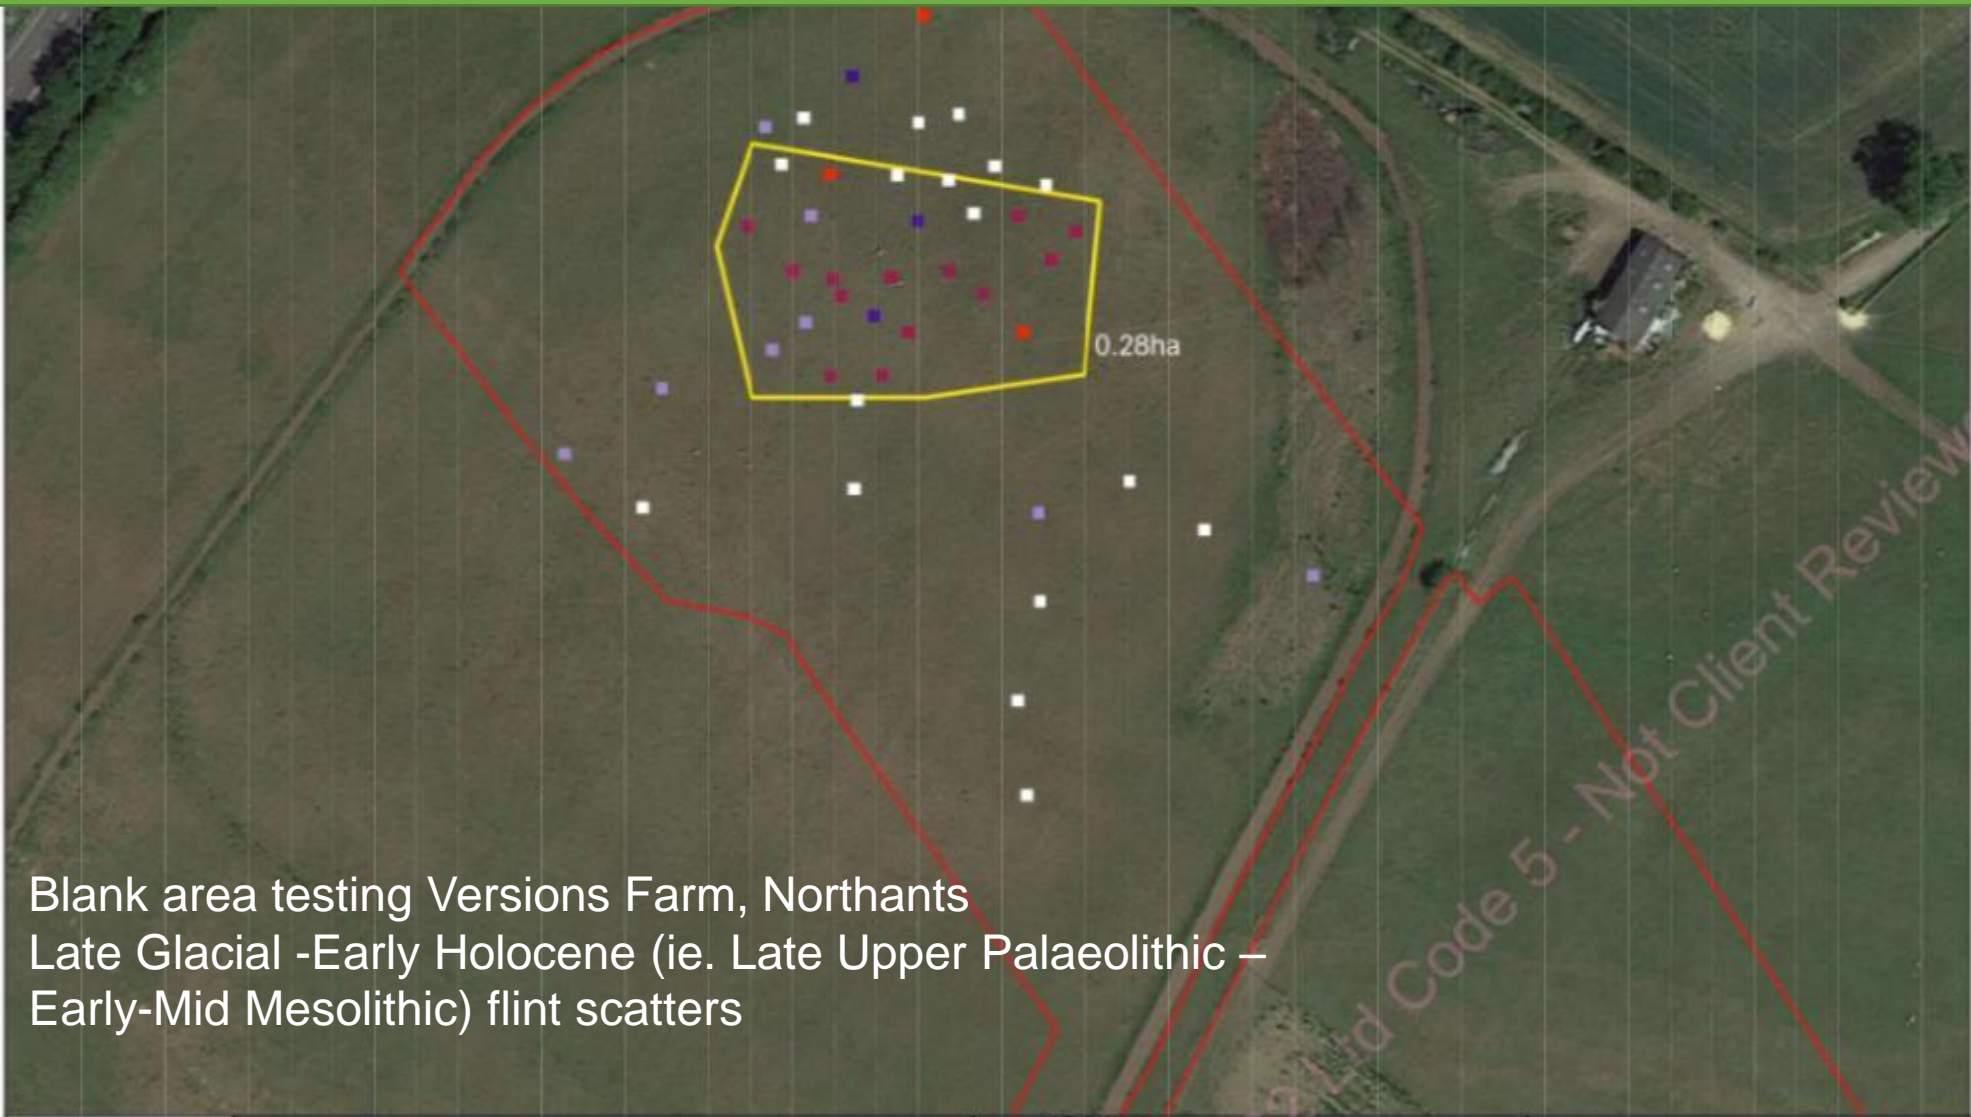 0.28ha
Blank area testing Versions Farm, Northants
Late Glacial -Early Holocene (ie. Late Upper Palaeolithic –
Early-Mid Mesolithic) flint scatters
Ltd Code 5 - Not Client Review